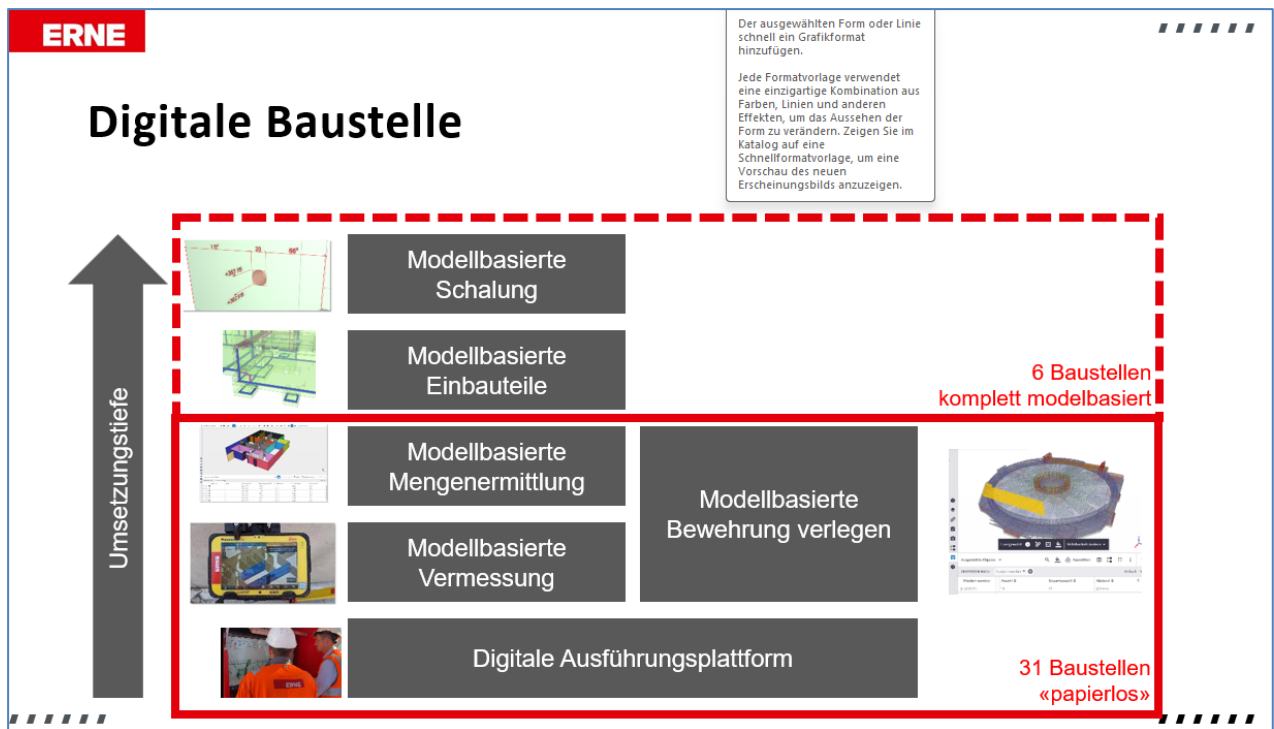 ERNE
Der ausgewählten Form oder Linie
schnell ein Grafikformat
hinzufügen.
Jede Formatvorlage verwendet
eine einzigartige Kombination aus
Farben, Linien und anderen
Effekten, um das Aussehen der
Form zu verändern. Zeigen Sie im
Katalog auf eine
Schnellformatvorlage, um eine
Vorschau des neuen
Erscheinungsbilds anzuzeigen.
Digitale Baustelle
Umsetzungstiefe
Modellbasierte
Schalung
Modellbasierte
Einbauteile
6 Baustellen
komplett modelbasiert
Modellbasierte
Mengenermittlung
Modellbasierte
Bewehrung verlegen
Modellbasierte
Vermessung
Digitale Ausführungsplattform
ERNE
31 Baustellen
«papierlos»